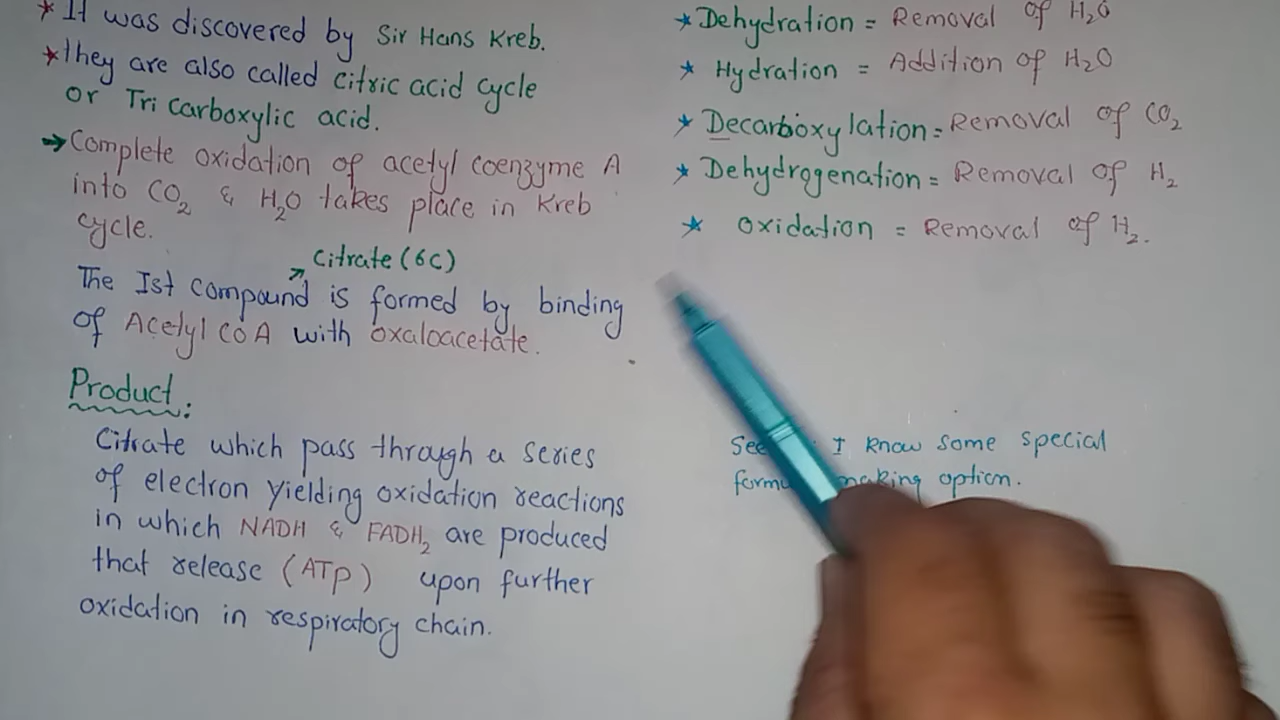 * It was discovered by Sir Hans Kreb.
* They are also called citric acid cycle
or Tri carboxylic acid.
→ Complete oxidation of acetyl coenzyme A
into CO₂ & H₂O takes place in Kreb
cycle.
Citrate (6C)
The Ist compound is formed by binding
of Acetyl CoA with oxaloacetate.
Product:
Citrate which pass through a series
of electron yielding oxidation reactions
in which NADH & FADH₂ are produced
that release (ATP) upon further
oxidation in respiratory chain.
* Dehydration = Removal of H₂O
* Hydration = Addition of H₂O
* Decarboxylation = Removal of CO₂
* Dehydrogenation = Removal of H₂
* Oxidation = Removal of H₂.
I know some special
making option.